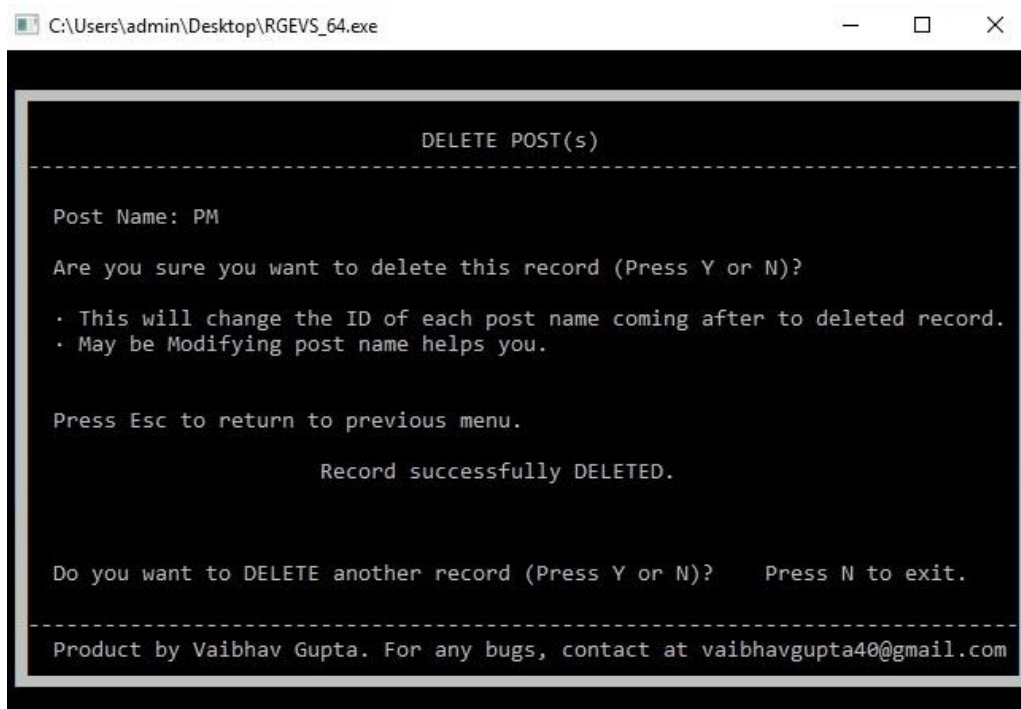 C:\Users\admin\Desktop\RGEVS_64.exe
DELETE POST(s)
Post Name: PM
Are you sure you want to delete this record (Press Y or N)?
· This will change the ID of each post name coming after to deleted record.
· May be Modifying post name helps you.
Press Esc to return to previous menu.
Record successfully DELETED.
Do you want to DELETE another record (Press Y or N)? Press N to exit.
Product by Vaibhav Gupta. For any bugs, contact at vaibhavgupta40@gmail.com